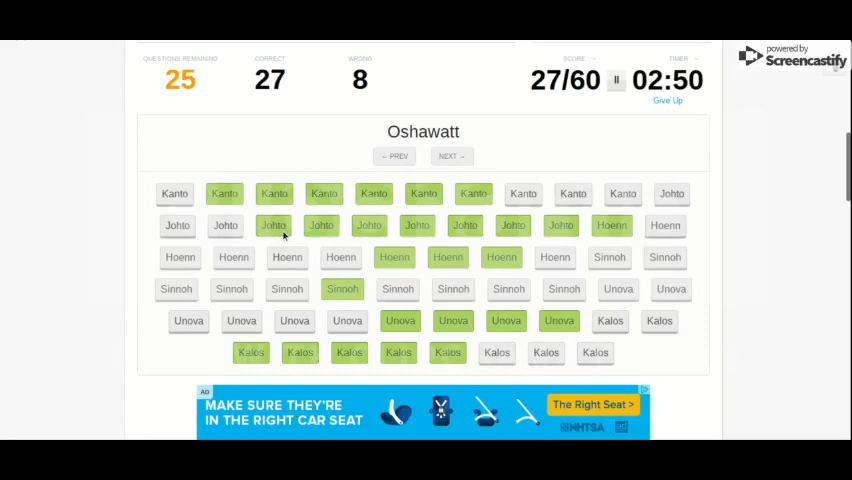 powered by
Screencastify
QUESTIONS REMAINING CORRECT WRONG SCORE TIMER
25 27 8 27/60 02:50
Give Up
Oshawatt
← PREV NEXT →
Kanto Kanto Kanto Kanto Kanto Kanto Kanto Kanto Kanto Kanto Johto
Johto Johto Johto Johto Johto Johto Johto Johto Johto Hoenn Hoenn
Hoenn Hoenn Hoenn Hoenn Hoenn Hoenn Hoenn Hoenn Sinnoh Sinnoh
Sinnoh Sinnoh Sinnoh Sinnoh Sinnoh Sinnoh Sinnoh Sinnoh Unova Unova
Unova Unova Unova Unova Unova Unova Unova Unova Kalos Kalos
Kalos Kalos Kalos Kalos Kalos Kalos Kalos Kalos
AD
MAKE SURE THEY'RE
IN THE RIGHT CAR SEAT
The Right Seat >
NHTSA
ad